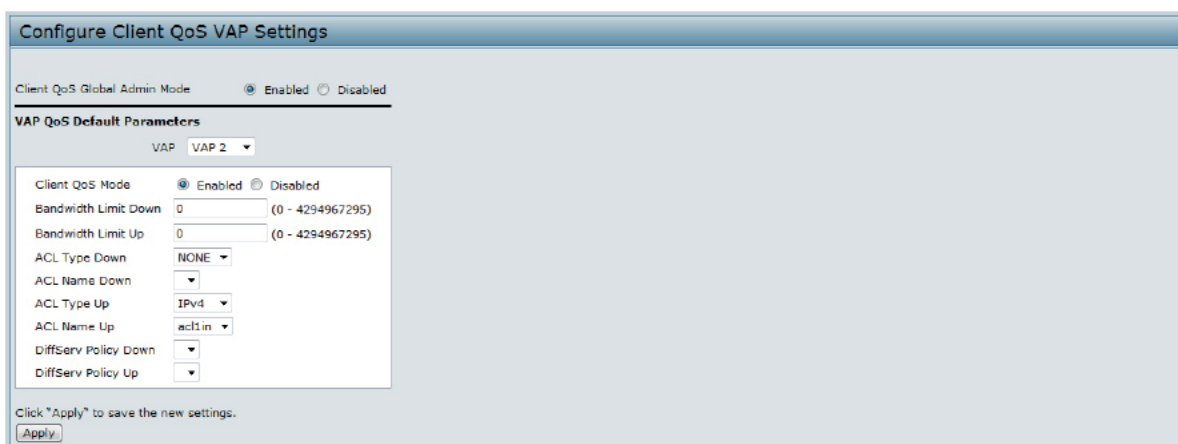 Configure Client QoS VAP Settings
Client QoS Global Admin Mode Enabled Disabled
VAP QoS Default Parameters
VAP VAP 2
Client QoS Mode Enabled Disabled
Bandwidth Limit Down 0 (0 - 4294967295)
Bandwidth Limit Up 0 (0 - 4294967295)
ACL Type Down NONE
ACL Name Down
ACL Type Up IPv4
ACL Name Up acl1in
DiffServ Policy Down
DiffServ Policy Up
Click "Apply" to save the new settings.
Apply